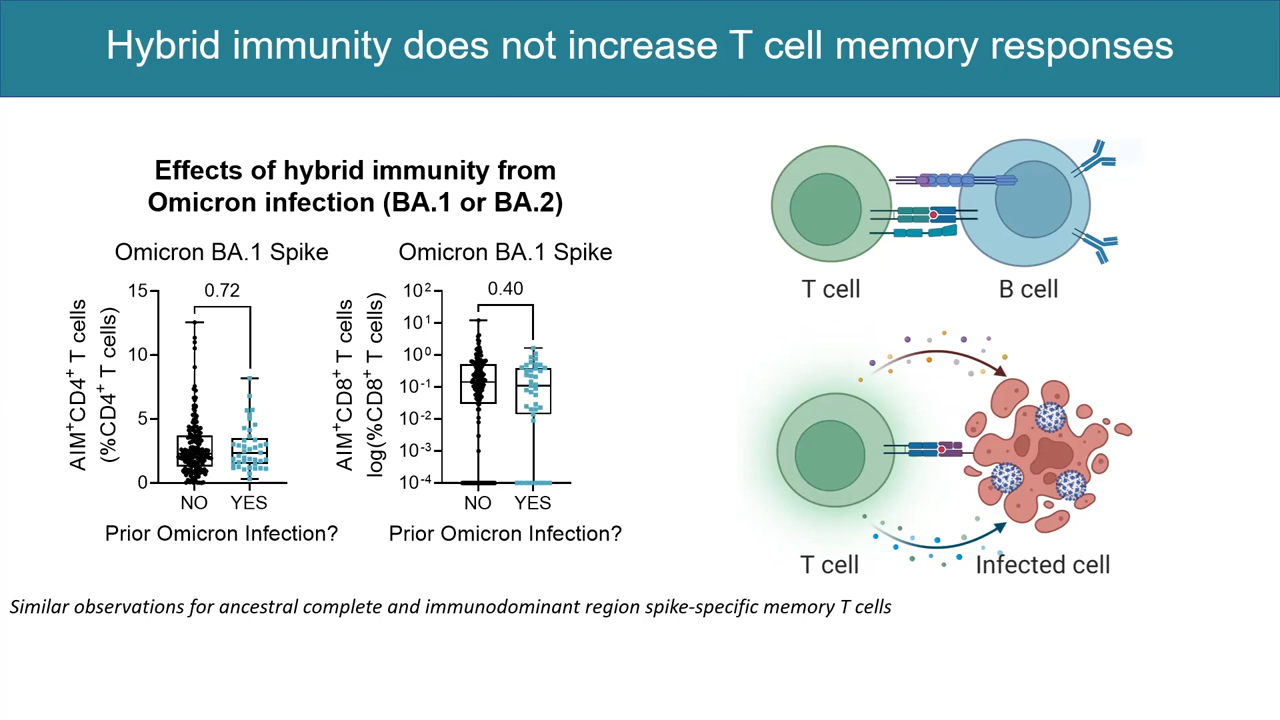 Hybrid immunity does not increase T cell memory responses
Effects of hybrid immunity from
Omicron infection (BA.1 or BA.2)
Omicron BA.1 Spike
AIM⁺CD4⁺ T cells
(%CD4⁺ T cells)
15
10
5
0
0.72
NO YES
Prior Omicron Infection?
Omicron BA.1 Spike
AIM⁺CD8⁺ T cells
log(%CD8⁺ T cells)
10²
10¹
10⁰
10⁻¹
10⁻²
10⁻³
10⁻⁴
0.40
NO YES
Prior Omicron Infection?
T cell
B cell
T cell
Infected cell
Similar observations for ancestral complete and immunodominant region spike-specific memory T cells